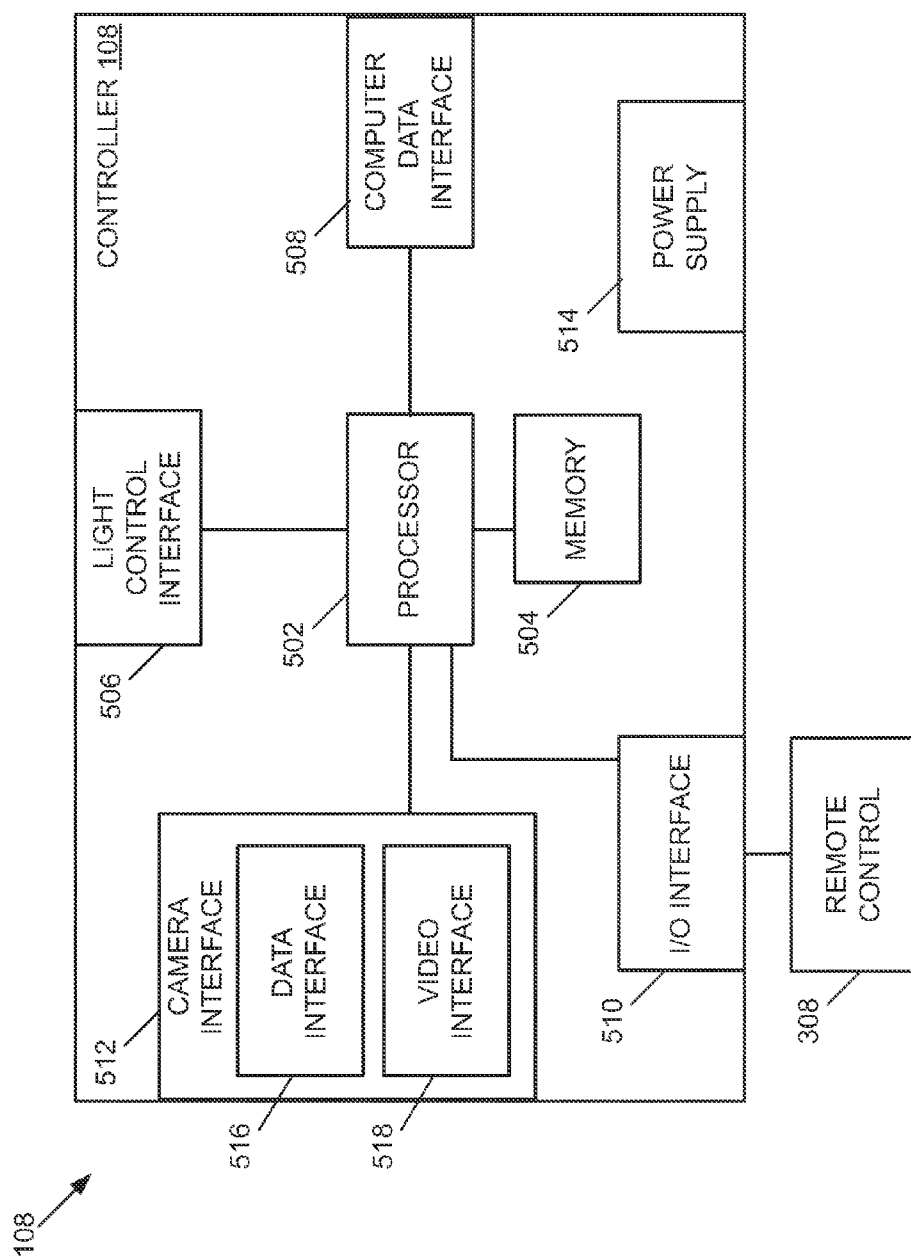 108
CONTROLLER 108
512
CAMERA
INTERFACE
516
DATA
INTERFACE
518
VIDEO
INTERFACE
506
LIGHT
CONTROL
INTERFACE
502
PROCESSOR
504
MEMORY
508
COMPUTER
DATA
INTERFACE
510
I/O INTERFACE
514
POWER
SUPPLY
308
REMOTE
CONTROL